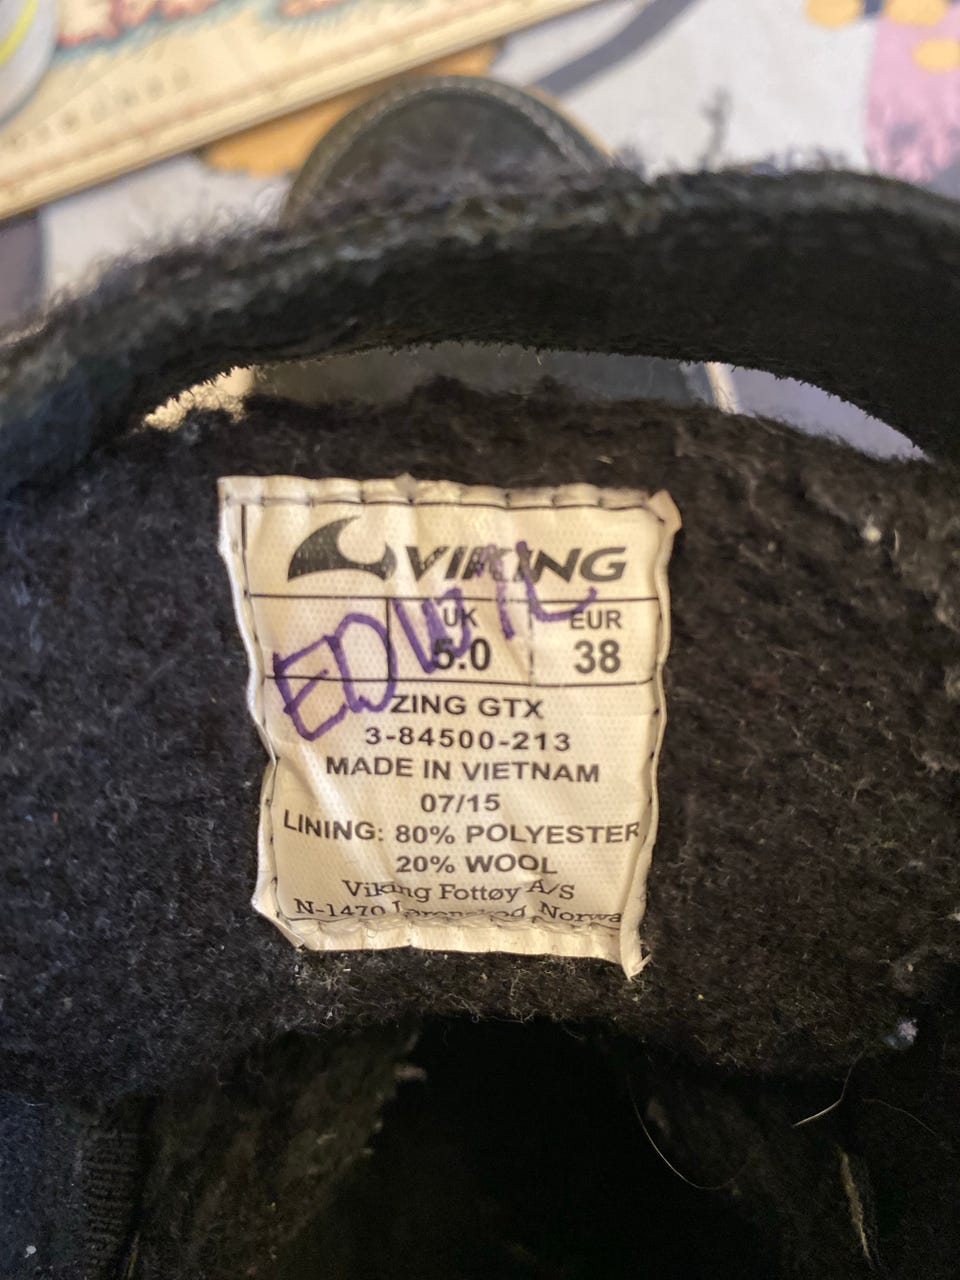 VIKING
UK EUR
5.0 38
ZING GTX
3-84500-213
MADE IN VIETNAM
07/15
LINING: 80% POLYESTER
20% WOOL
Viking Fottøy A/S
N-1470 Norwa